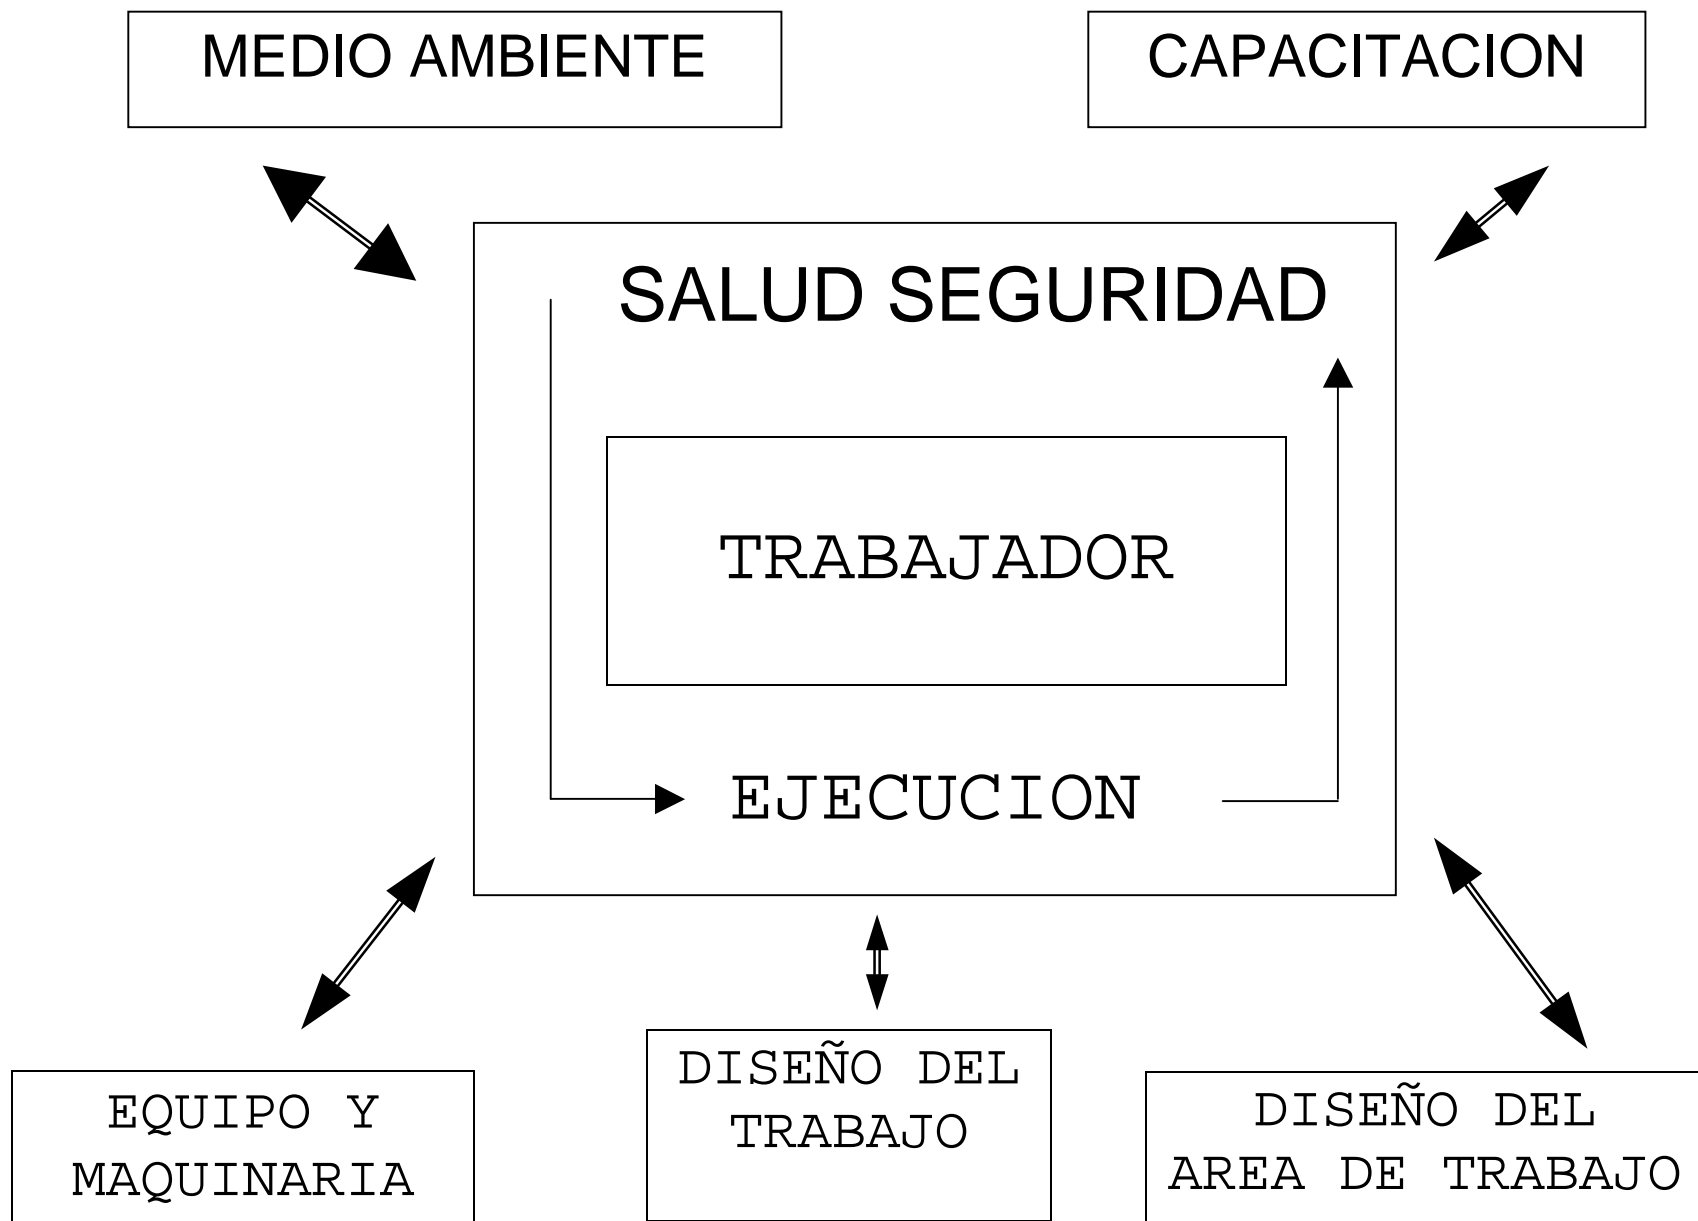 MEDIO AMBIENTE
CAPACITACION
SALUD SEGURIDAD
TRABAJADOR
EJECUCION
EQUIPO Y
MAQUINARIA
DISEÑO DEL
TRABAJO
DISEÑO DEL
AREA DE TRABAJO